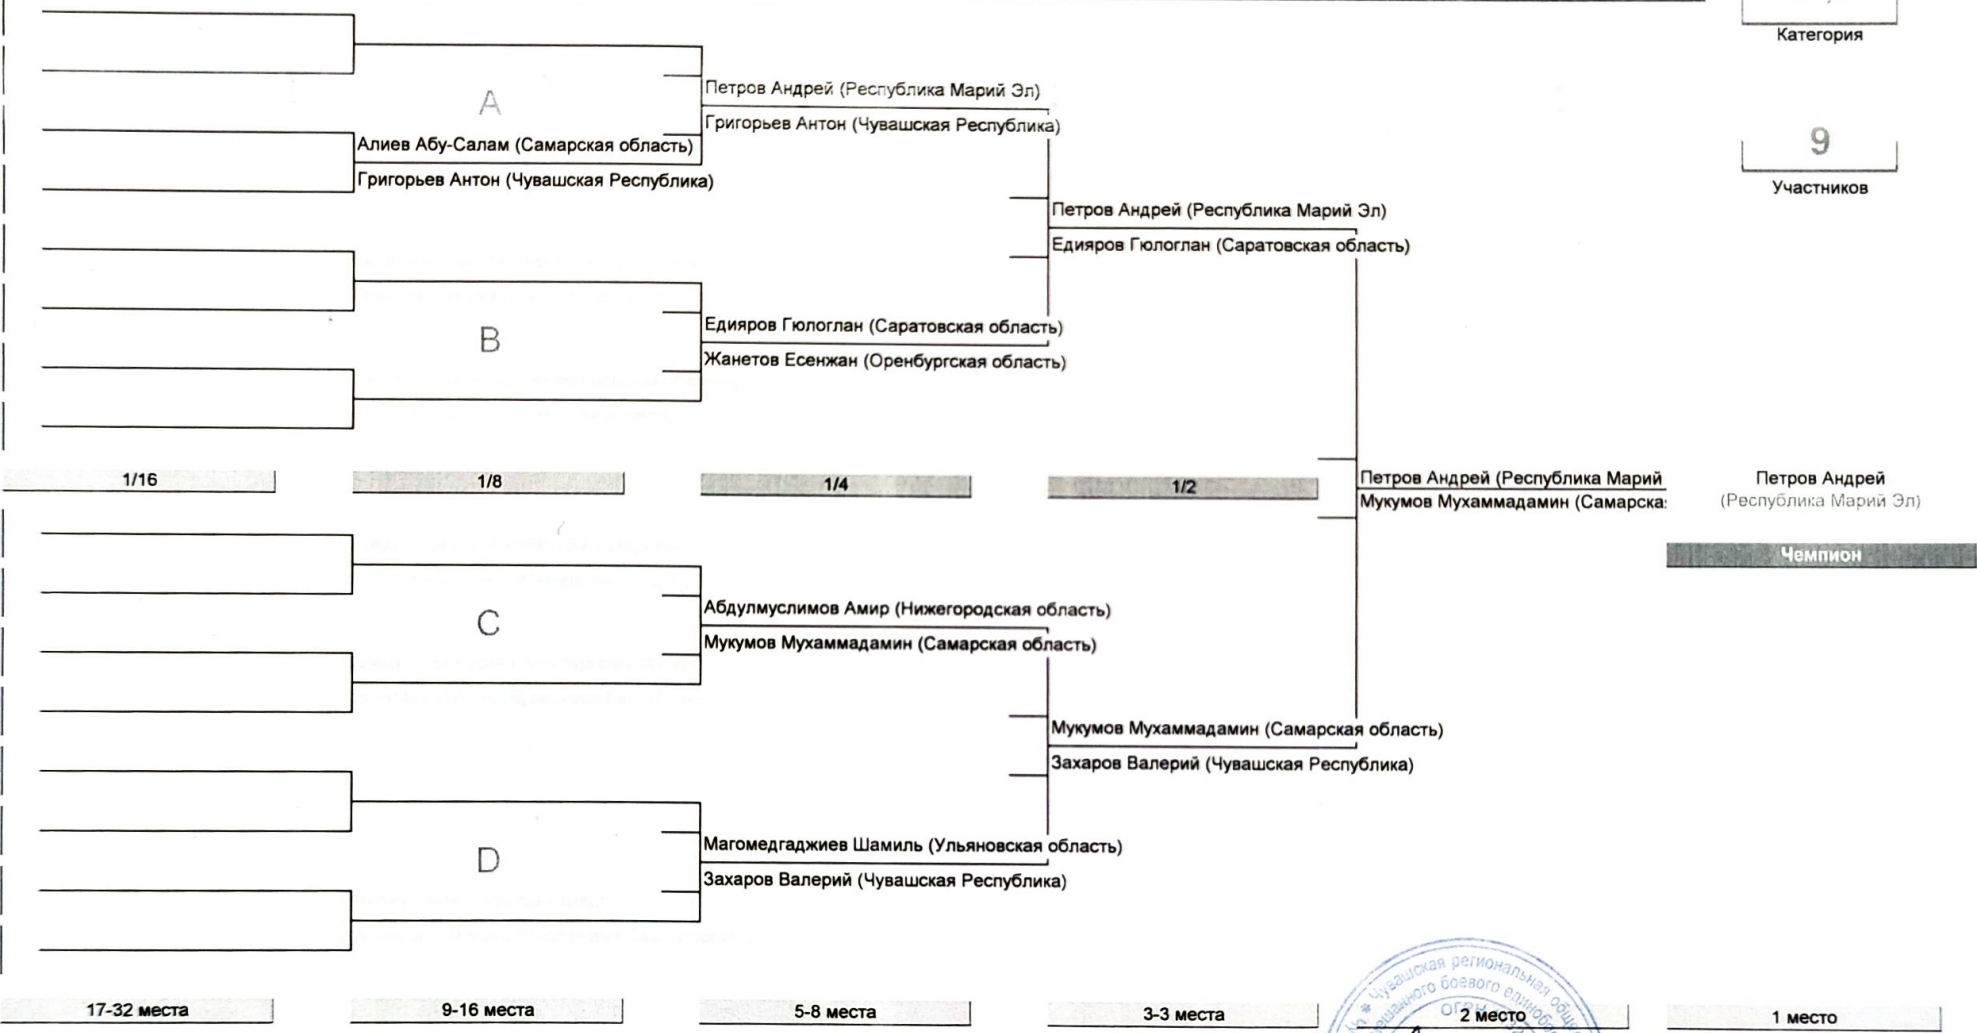 Категория
A
Петров Андрей (Республика Марий Эл)
Григорьев Антон (Чувашская Республика)
Алиев Абу-Салам (Самарская область)
Григорьев Антон (Чувашская Республика)
9
Участников
Петров Андрей (Республика Марий Эл)
Едияров Гюлоглан (Саратовская область)
B
Едияров Гюлоглан (Саратовская область)
Жанетов Есенжан (Оренбургская область)
1/16
1/8
1/4
1/2
Петров Андрей (Республика Марий
Мукумов Мухаммадамин (Самарска
Петров Андрей
(Республика Марий Эл)
Чемпион
C
Абдулмуслимов Амир (Нижегородская область)
Мукумов Мухаммадамин (Самарская область)
Мукумов Мухаммадамин (Самарская область)
Захаров Валерий (Чувашская Республика)
D
Магомедгаджиев Шамиль (Ульяновская область)
Захаров Валерий (Чувашская Республика)
Чувашская региональная
боевого
17-32 места
9-16 места
5-8 места
3-3 места
2 место
1 место